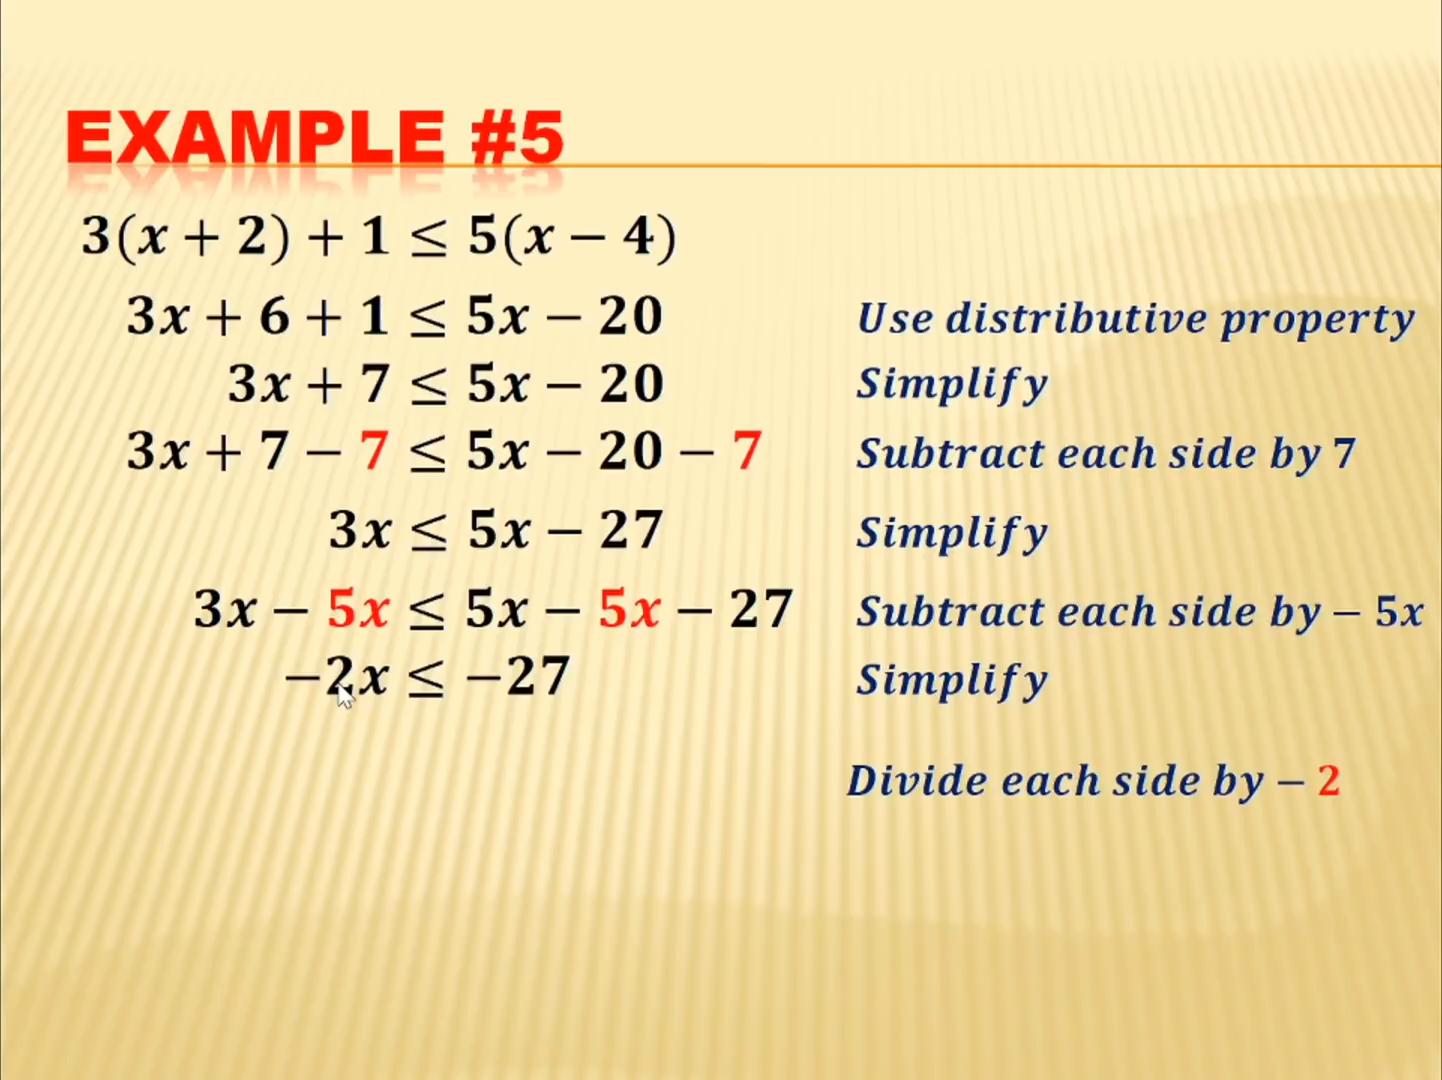 EXAMPLE #5
3(x + 2) + 1 ≤ 5(x − 4)
3x + 6 + 1 ≤ 5x − 20 Use distributive property
3x + 7 ≤ 5x − 20 Simplify
3x + 7 − 7 ≤ 5x − 20 − 7 Subtract each side by 7
3x ≤ 5x − 27 Simplify
3x − 5x ≤ 5x − 5x − 27 Subtract each side by − 5x
−2x ≤ −27 Simplify
Divide each side by − 2